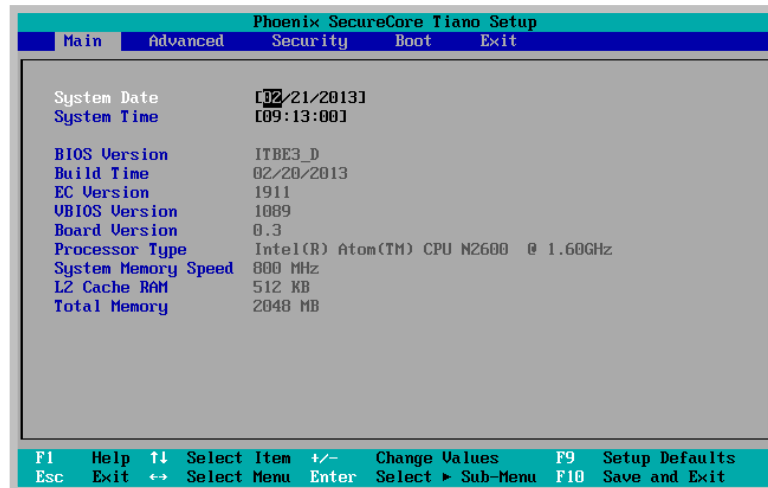 Phoenix SecureCore Tiano Setup
Main Advanced Security Boot Exit
System Date [02/21/2013]
System Time [09:13:00]
BIOS Version ITBE3_D
Build Time 02/20/2013
EC Version 1911
VBIOS Version 1089
Board Version 0.3
Processor Type Intel(R) Atom(TM) CPU N2600 @ 1.60GHz
System Memory Speed 800 MHz
L2 Cache RAM 512 KB
Total Memory 2048 MB
F1 Help ↑↓ Select Item +/- Change Values F9 Setup Defaults
Esc Exit ↔ Select Menu Enter Select ► Sub-Menu F10 Save and Exit